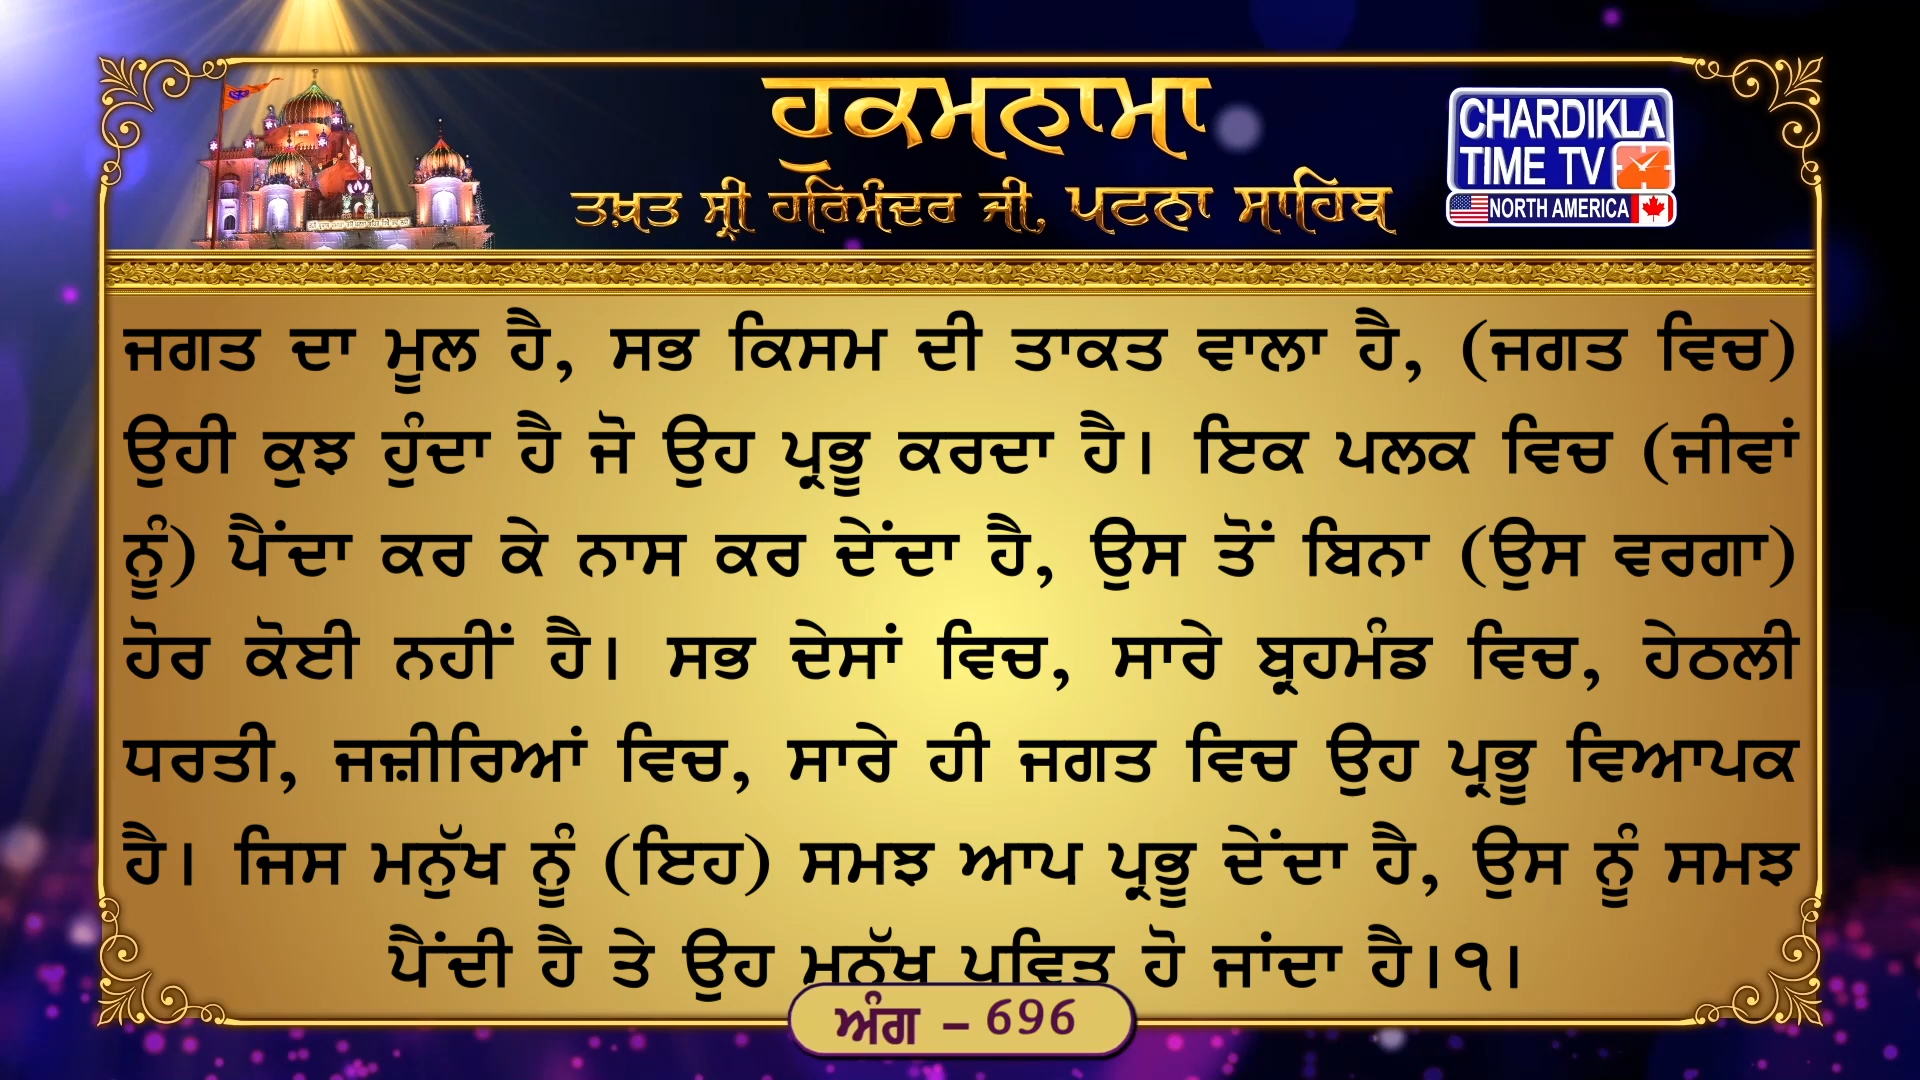 ਹੁਕਮਨਾਮਾ
ਤਖ਼ਤ ਸ੍ਰੀ ਹਰਿਮੰਦਰ ਜੀ, ਪਟਨਾ ਸਾਹਿਬ
CHARDIKLA
TIME TV
NORTH AMERICA
ਜਗਤ ਦਾ ਮੂਲ ਹੈ, ਸਭ ਕਿਸਮ ਦੀ ਤਾਕਤ ਵਾਲਾ ਹੈ, (ਜਗਤ ਵਿਚ)
ਉਹੀ ਕੁਝ ਹੁੰਦਾ ਹੈ ਜੋ ਉਹ ਪ੍ਰਭੂ ਕਰਦਾ ਹੈ। ਇਕ ਪਲਕ ਵਿਚ (ਜੀਵਾਂ
ਨੂੰ) ਪੈਂਦਾ ਕਰ ਕੇ ਨਾਸ ਕਰ ਦੇਂਦਾ ਹੈ, ਉਸ ਤੋਂ ਬਿਨਾ (ਉਸ ਵਰਗਾ)
ਹੋਰ ਕੋਈ ਨਹੀਂ ਹੈ। ਸਭ ਦੇਸਾਂ ਵਿਚ, ਸਾਰੇ ਬ੍ਰਹਮੰਡ ਵਿਚ, ਹੇਠਲੀ
ਧਰਤੀ, ਜਜ਼ੀਰਿਆਂ ਵਿਚ, ਸਾਰੇ ਹੀ ਜਗਤ ਵਿਚ ਉਹ ਪ੍ਰਭੂ ਵਿਆਪਕ
ਹੈ। ਜਿਸ ਮਨੁੱਖ ਨੂੰ (ਇਹ) ਸਮਝ ਆਪ ਪ੍ਰਭੂ ਦੇਂਦਾ ਹੈ, ਉਸ ਨੂੰ ਸਮਝ
ਪੈਂਦੀ ਹੈ ਤੇ ਉਹ ਮਨੁੱਖ ਪਵਿਤ ਹੋ ਜਾਂਦਾ ਹੈ।੧।
ਅੰਗ – 696